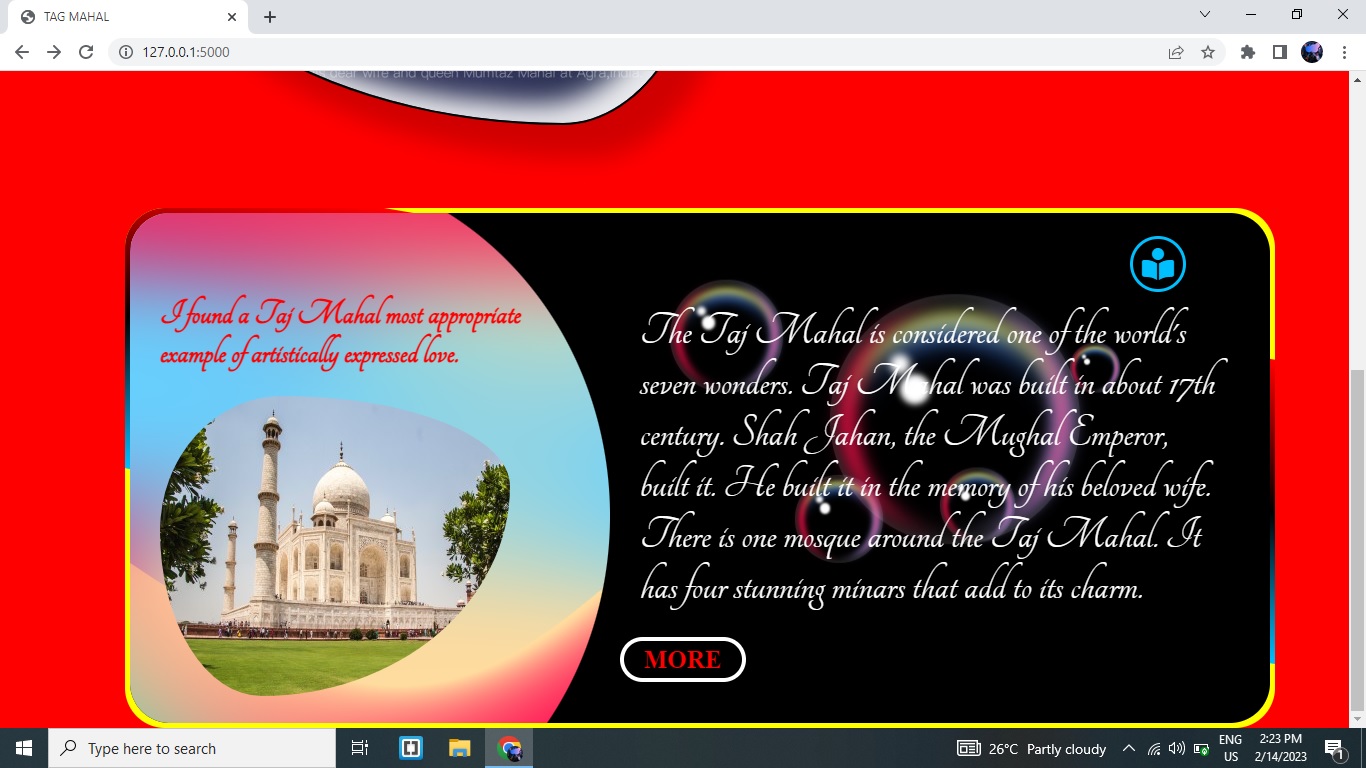 TAG MAHAL
127.0.0.1:5000
dear wife and queen Mumtaz Mahal at Agra,India.
I found a Taj Mahal most appropriate
example of artistically expressed love.
The Taj Mahal is considered one of the world's
seven wonders. Taj Mahal was built in about 17th
century. Shah Jahan, the Mughal Emperor,
built it. He built it in the memory of his beloved wife.
There is one mosque around the Taj Mahal. It
has four stunning minars that add to its charm.
MORE
Type here to search
26°C Partly cloudy
ENG
US
2:23 PM
2/14/2023
1